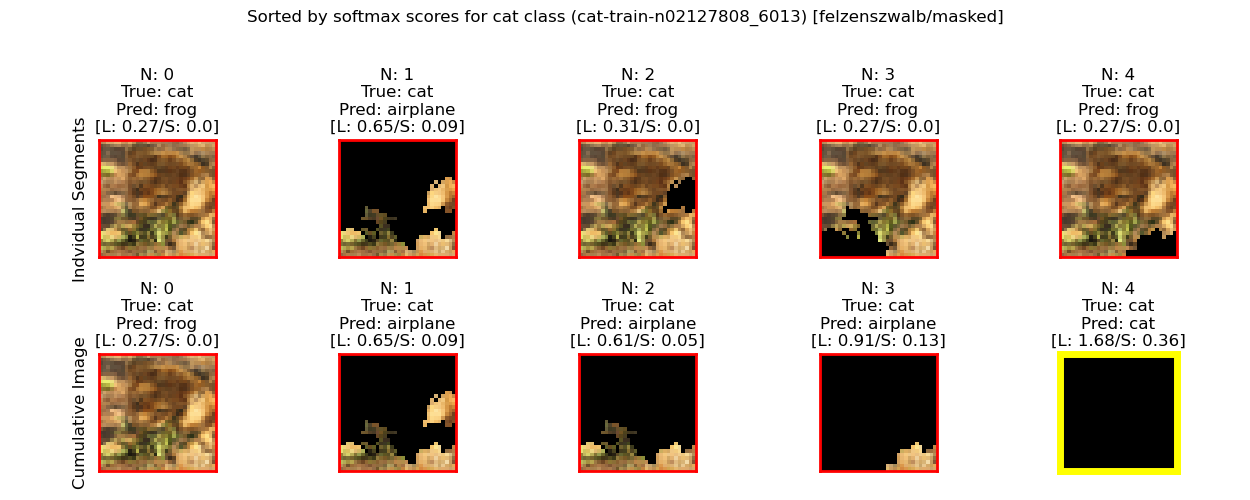 Sorted by softmax scores for cat class (cat-train-n02127808_6013) [felzenszwalb/masked]
Indvidual Segments
N: 0
True: cat
Pred: frog
[L: 0.27/S: 0.0]
N: 1
True: cat
Pred: airplane
[L: 0.65/S: 0.09]
N: 2
True: cat
Pred: frog
[L: 0.31/S: 0.0]
N: 3
True: cat
Pred: frog
[L: 0.27/S: 0.0]
N: 4
True: cat
Pred: frog
[L: 0.27/S: 0.0]
Cumulative Image
N: 0
True: cat
Pred: frog
[L: 0.27/S: 0.0]
N: 1
True: cat
Pred: airplane
[L: 0.65/S: 0.09]
N: 2
True: cat
Pred: airplane
[L: 0.61/S: 0.05]
N: 3
True: cat
Pred: airplane
[L: 0.91/S: 0.13]
N: 4
True: cat
Pred: cat
[L: 1.68/S: 0.36]